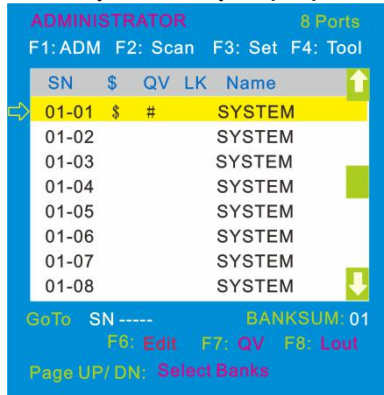 ADMINISTRATOR 8 Ports
F1: ADM F2: Scan F3: Set F4: Tool
SN $ QV LK Name
01-01 $ # SYSTEM
01-02 SYSTEM
01-03 SYSTEM
01-04 SYSTEM
01-05 SYSTEM
01-06 SYSTEM
01-07 SYSTEM
01-08 SYSTEM
GoTo SN ----- BANKSUM: 01
F6: Edit F7: QV F8: Lout
Page UP/ DN: Select Banks